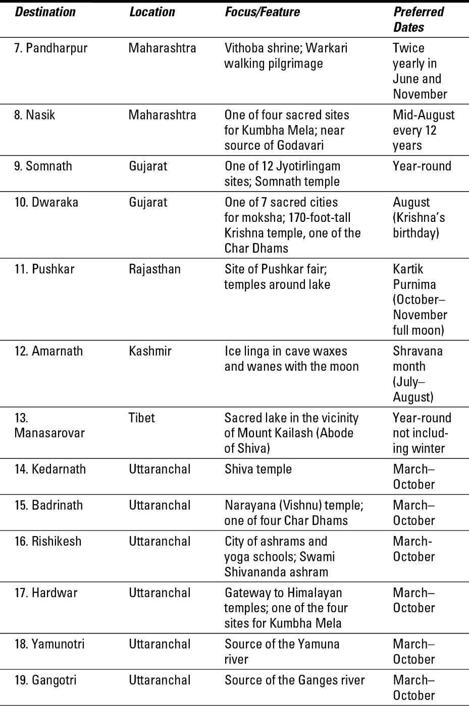 Destination Location Focus/Feature Preferred
Dates
7. Pandharpur Maharashtra Vithoba shrine; Warkari Twice
walking pilgrimage yearly in
June and
November
8. Nasik Maharashtra One of four sacred sites Mid-August
for Kumbha Mela; near every 12
source of Godavari years
9. Somnath Gujarat One of 12 Jyotirlingam Year-round
sites; Somnath temple
10. Dwaraka Gujarat One of 7 sacred cities August
for moksha; 170-foot-tall (Krishna’s
Krishna temple, one of the birthday)
Char Dhams
11. Pushkar Rajasthan Site of Pushkar fair; Kartik
temples around lake Purnima
(October–
November
full moon)
12. Amarnath Kashmir Ice linga in cave waxes Shravana
and wanes with the moon month
(July–
August)
13. Tibet Sacred lake in the vicinity Year-round
Manasarovar of Mount Kailash (Abode not includ-
of Shiva) ing winter
14. Kedarnath Uttaranchal Shiva temple March–
October
15. Badrinath Uttaranchal Narayana (Vishnu) temple; March–
one of four Char Dhams October
16. Rishikesh Uttaranchal City of ashrams and March-
yoga schools; Swami October
Shivananda ashram
17. Hardwar Uttaranchal Gateway to Himalayan March–
temples; one of the four October
sites for Kumbha Mela
18. Yamunotri Uttaranchal Source of the Yamuna March–
river October
19. Gangotri Uttaranchal Source of the Ganges river March–
October